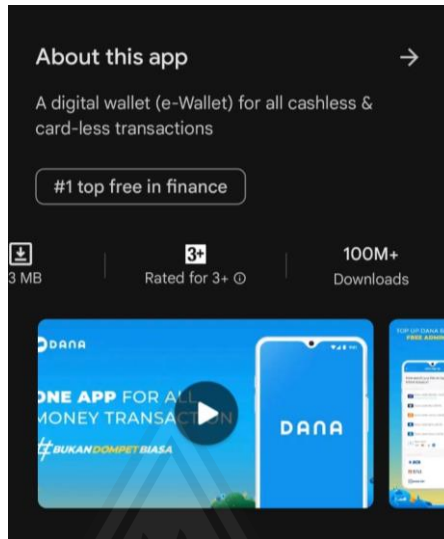 About this app
A digital wallet (e-Wallet) for all cashless &
card-less transactions
#1 top free in finance
3+
100M+
3 MB
Rated for 3+
Downloads
DANA
ONE APP FOR ALL
MONEY TRANSACTION
#BUKANDOMPETBIASA
DANA
TOP UP DANA
FREE ADMIN